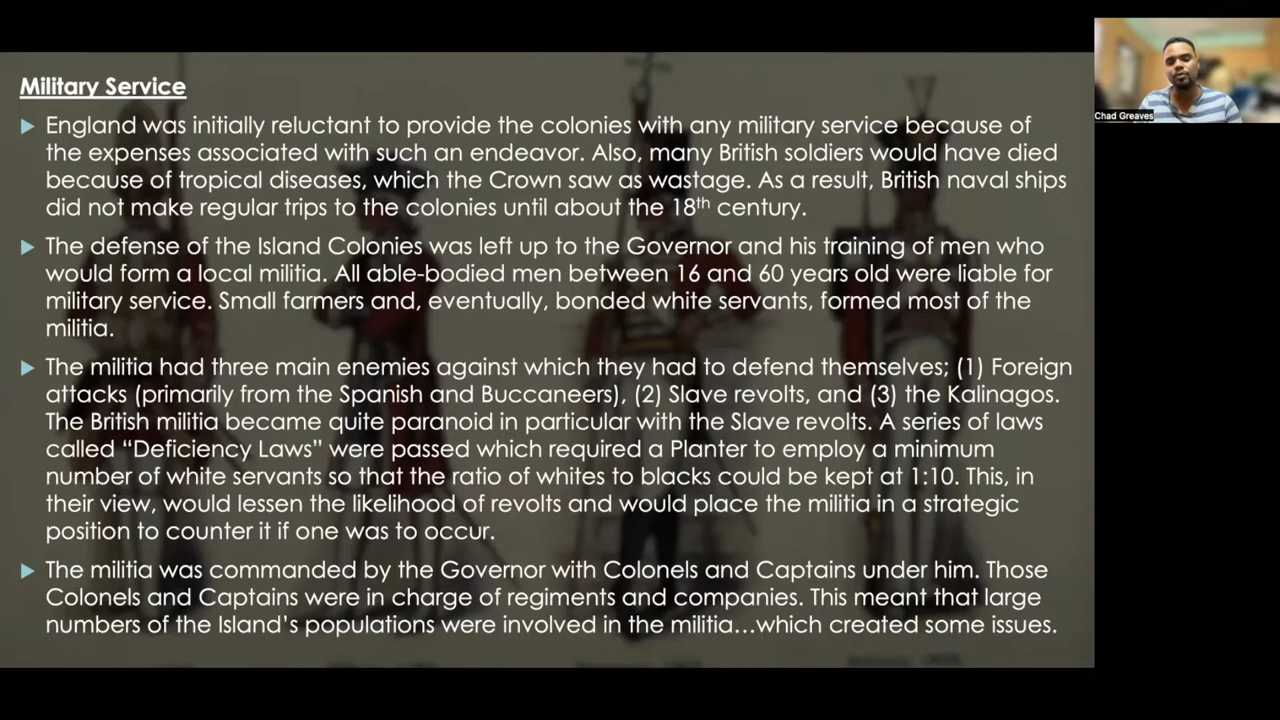 Military Service
England was initially reluctant to provide the colonies with any military service because of
the expenses associated with such an endeavor. Also, many British soldiers would have died
because of tropical diseases, which the Crown saw as wastage. As a result, British naval ships
did not make regular trips to the colonies until about the 18th century.
The defense of the Island Colonies was left up to the Governor and his training of men who
would form a local militia. All able-bodied men between 16 and 60 years old were liable for
military service. Small farmers and, eventually, bonded white servants, formed most of the
militia.
The militia had three main enemies against which they had to defend themselves; (1) Foreign
attacks (primarily from the Spanish and Buccaneers), (2) Slave revolts, and (3) the Kalinagos.
The British militia became quite paranoid in particular with the Slave revolts. A series of laws
called “Deficiency Laws” were passed which required a Planter to employ a minimum
number of white servants so that the ratio of whites to blacks could be kept at 1:10. This, in
their view, would lessen the likelihood of revolts and would place the militia in a strategic
position to counter it if one was to occur.
The militia was commanded by the Governor with Colonels and Captains under him. Those
Colonels and Captains were in charge of regiments and companies. This meant that large
numbers of the Island’s populations were involved in the militia…which created some issues.
Chad Greaves